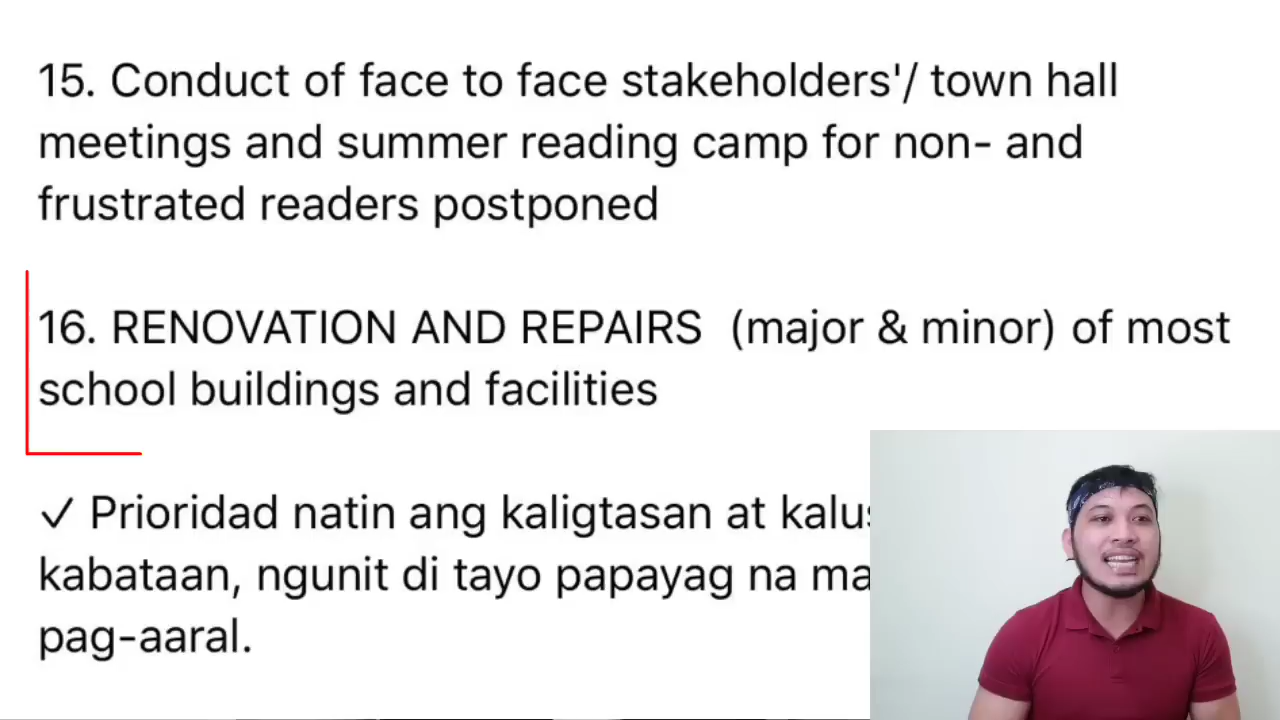 15. Conduct of face to face stakeholders'/ town hall
meetings and summer reading camp for non- and
frustrated readers postponed
16. RENOVATION AND REPAIRS (major & minor) of most
school buildings and facilities
✓ Prioridad natin ang kaligtasan at
kabataan, ngunit di tayo papayag na
pag-aaral.